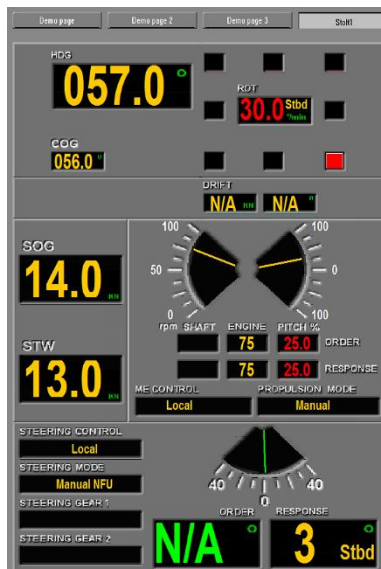 Demo page Demo page 2 Demo page 3 StoH1
HDG
057.0 °
ROT
30.0 Stbd °/min
COG
056.0 °
DRIFT
N/A KN N/A °
100 100
SOG
14.0 KN
50 0
0 100
rpm SHAFT ENGINE PITCH %
75 25.0 ORDER
STW
75 25.0 RESPONSE
13.0 KN
ME CONTROL PROPULSION MODE
Local Manual
STEERING CONTROL
Local
STEERING MODE
Manual NFU
40 40
0
STEERING GEAR 1
ORDER RESPONSE
N/A ° 3 ° Stbd
STEERING GEAR 2